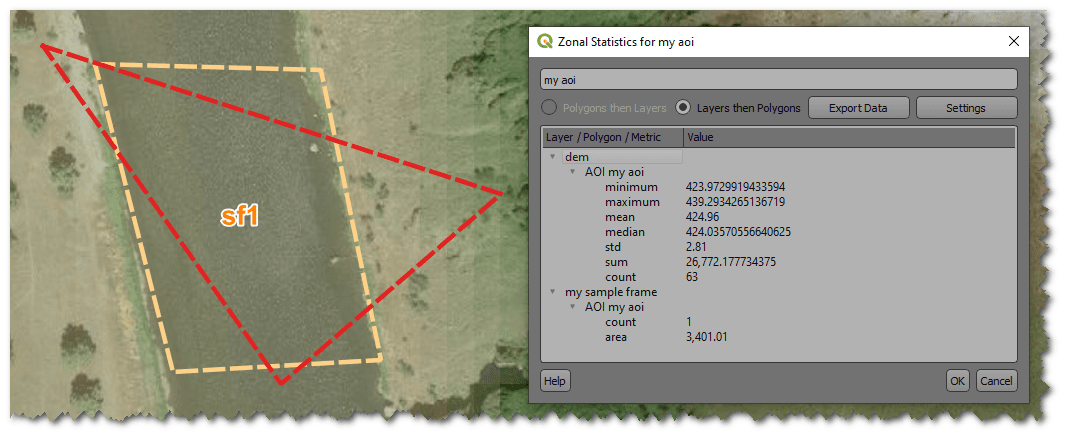 sf1
Zonal Statistics for my aoi
my aoi
Polygons then Layers Layers then Polygons Export Data Settings
Layer / Polygon / Metric Value
dem
AOI my aoi
minimum 423.9729919433594
maximum 439.2934265136719
mean 424.96
median 424.03570556640625
std 2.81
sum 26,772.177734375
count 63
my sample frame
AOI my aoi
count 1
area 3,401.01
Help OK Cancel